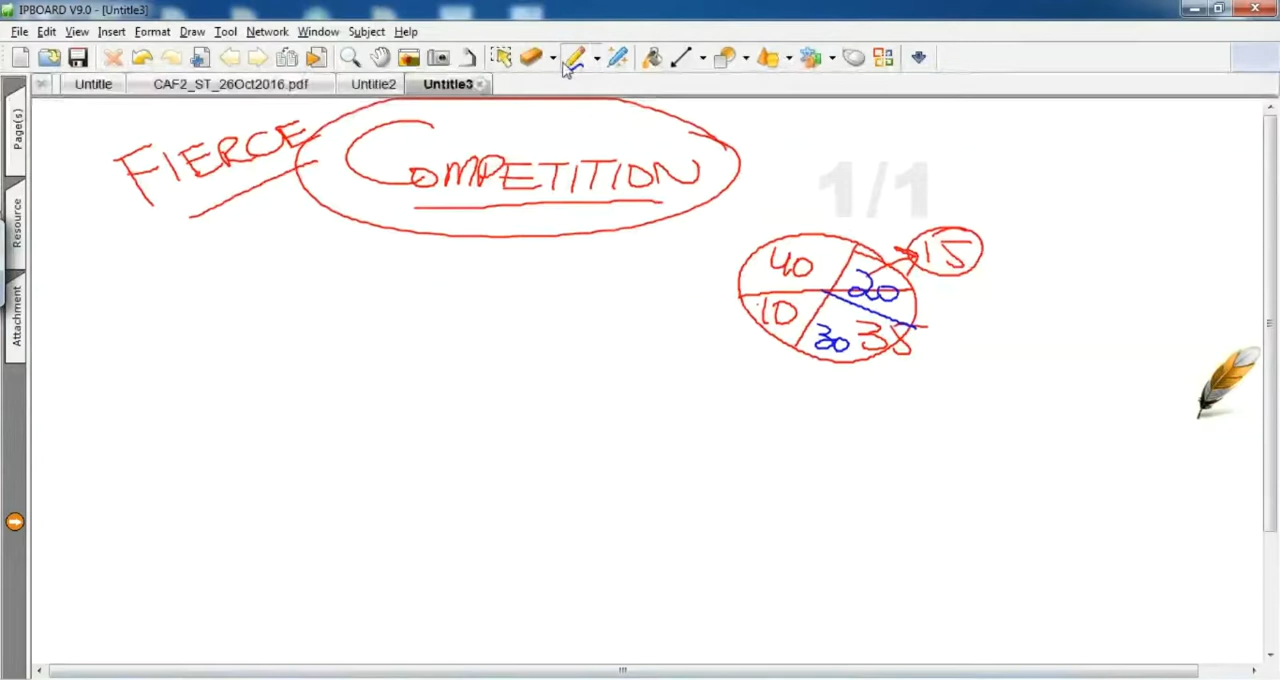 IPBOARD V9.0 - [Untitle3]
File Edit View Insert Format Draw Tool Network Window Subject Help
Untitle CAF2_ST_26Oct2016.pdf Untitle2 Untitle3
Page(s)
Resource
Attachment
FIERCE COMPETITION
1/1
15
40 20
10 30 35